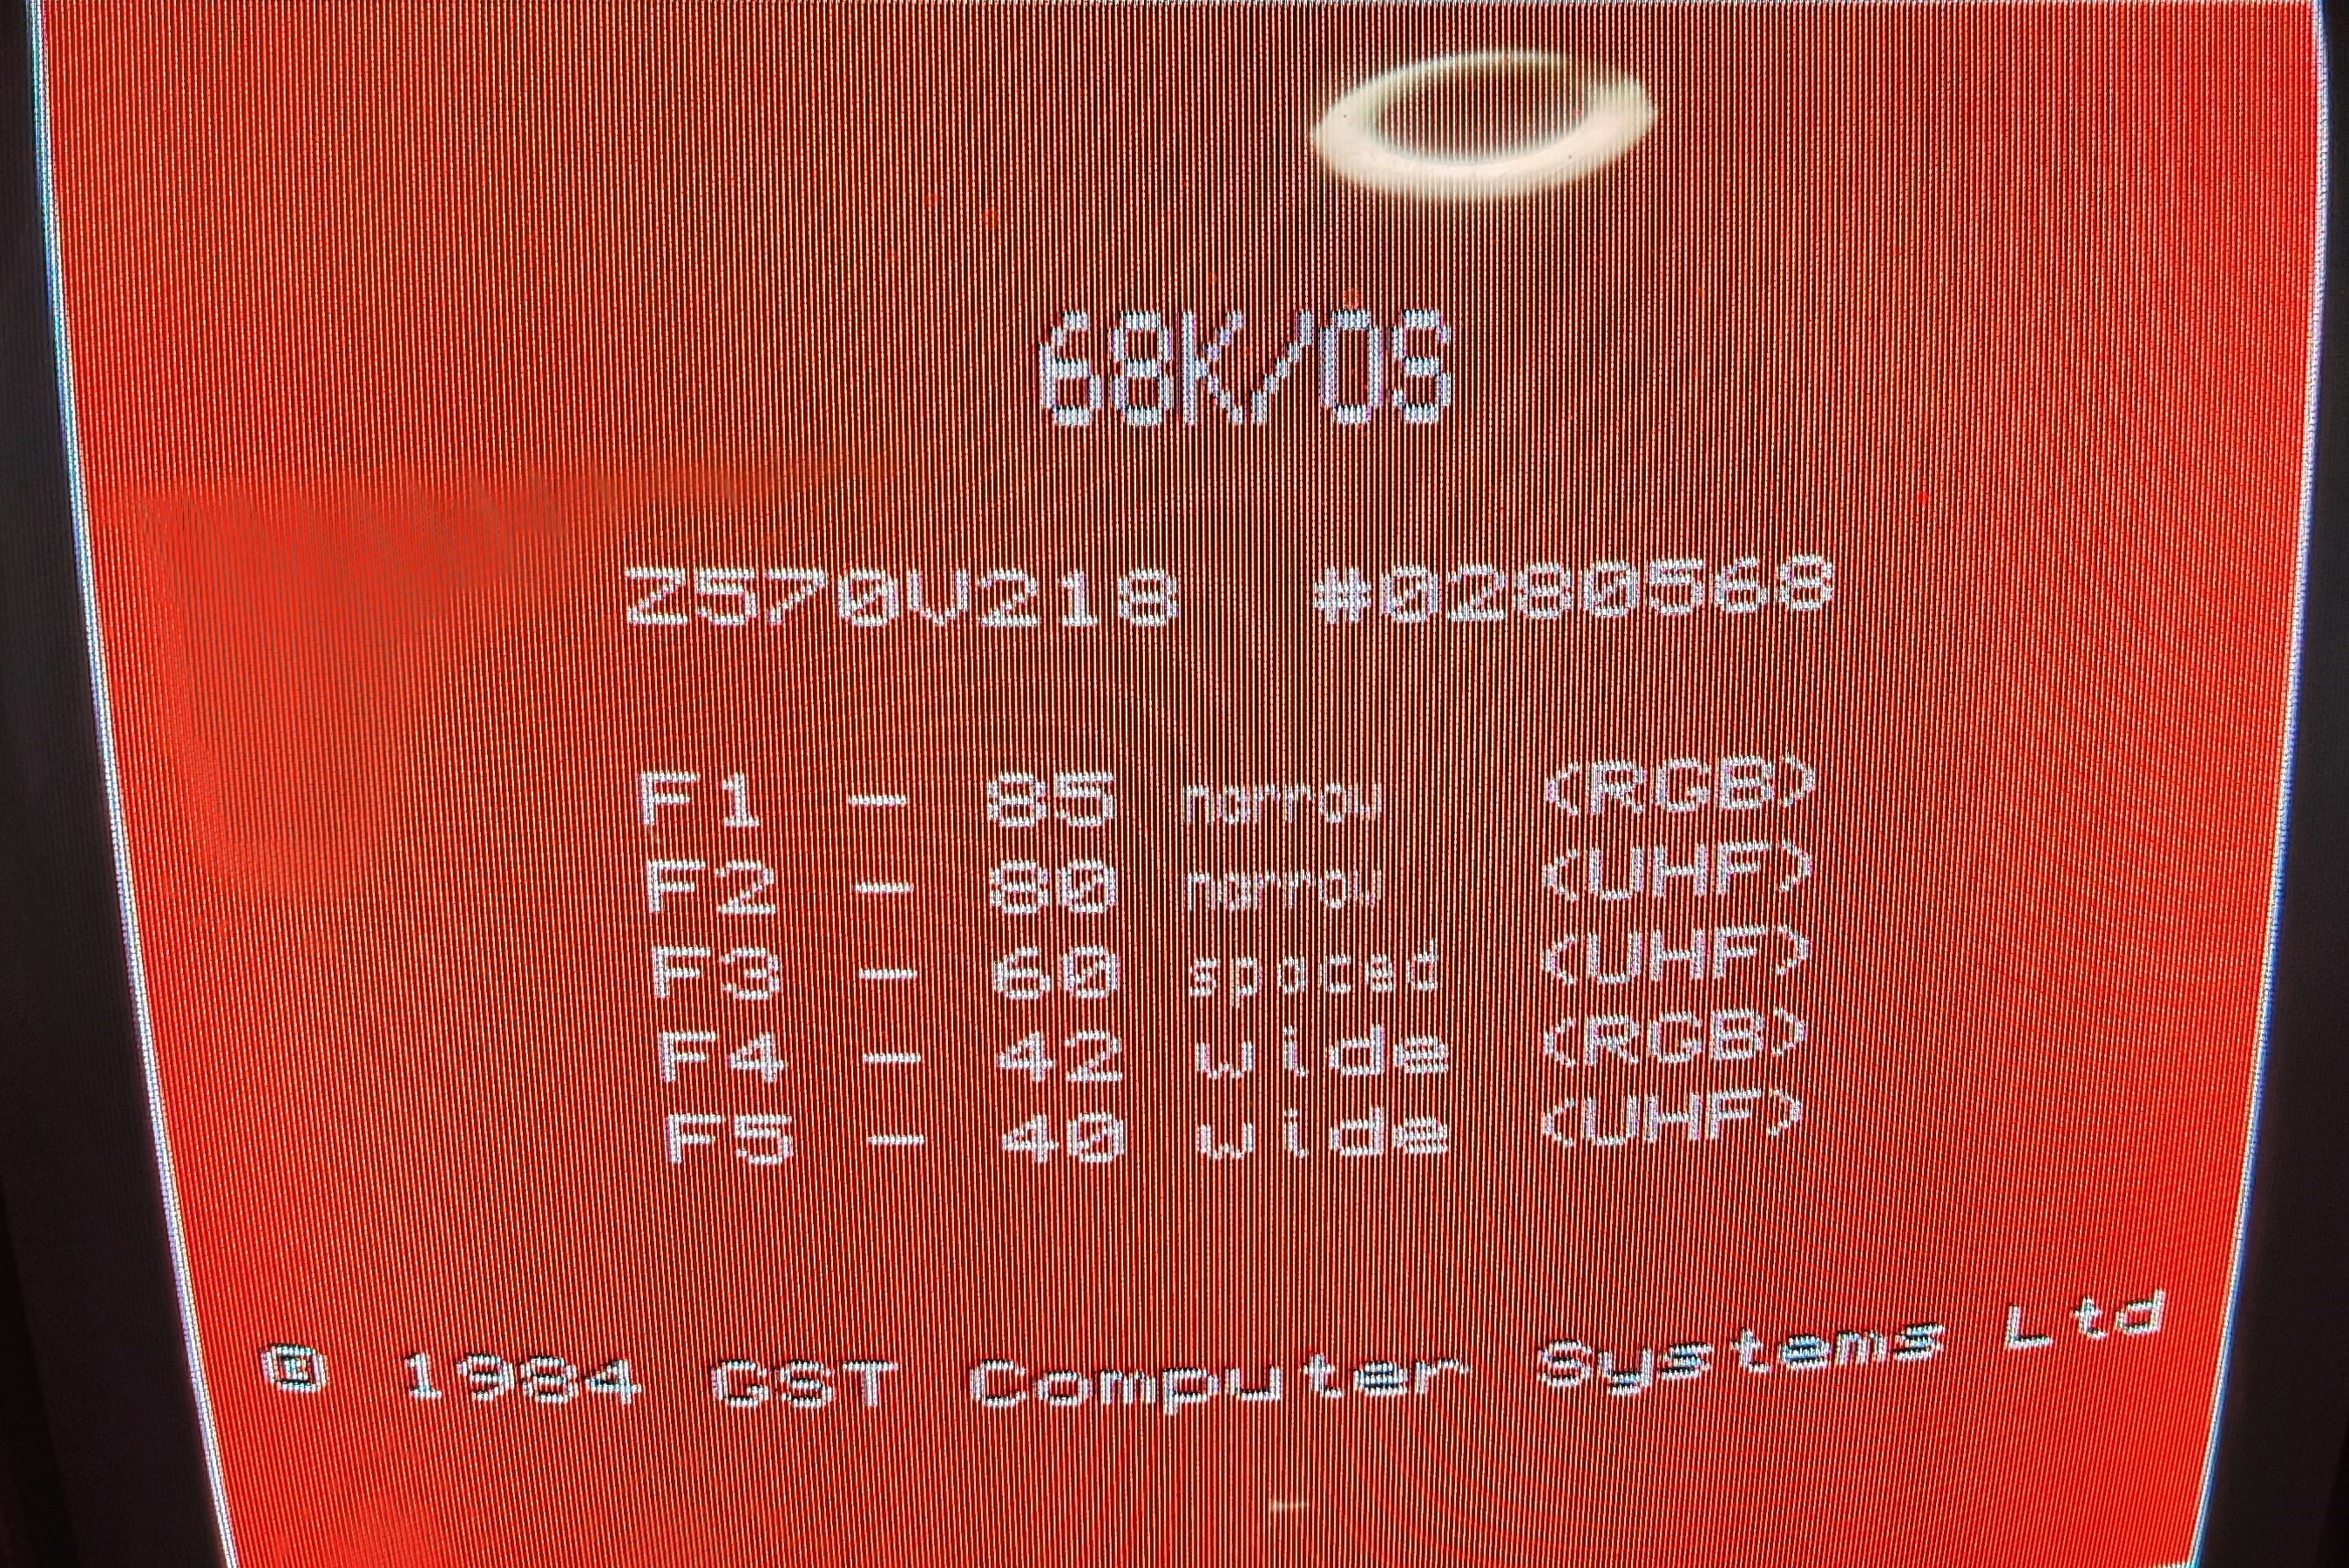 68K/OS
Z570V218 #0280568
F1 - 85 narrow (RGB)
F2 - 80 narrow (UHF)
F3 - 60 spaced (UHF)
F4 - 42 wide (RGB)
F5 - 40 wide (UHF)
© 1984 GST Computer Systems Ltd